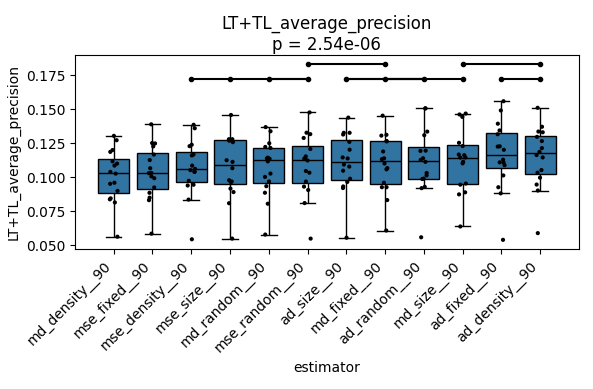 LT+TL_average_precision
p = 2.54e-06
LT+TL_average_precision
0.175
0.150
0.125
0.100
0.075
0.050
md_density__90
mse_fixed__90
mse_density__90
mse_size__90
md_random__90
mse_random__90
ad_size__90
md_fixed__90
ad_random__90
md_size__90
ad_fixed__90
ad_density__90
estimator